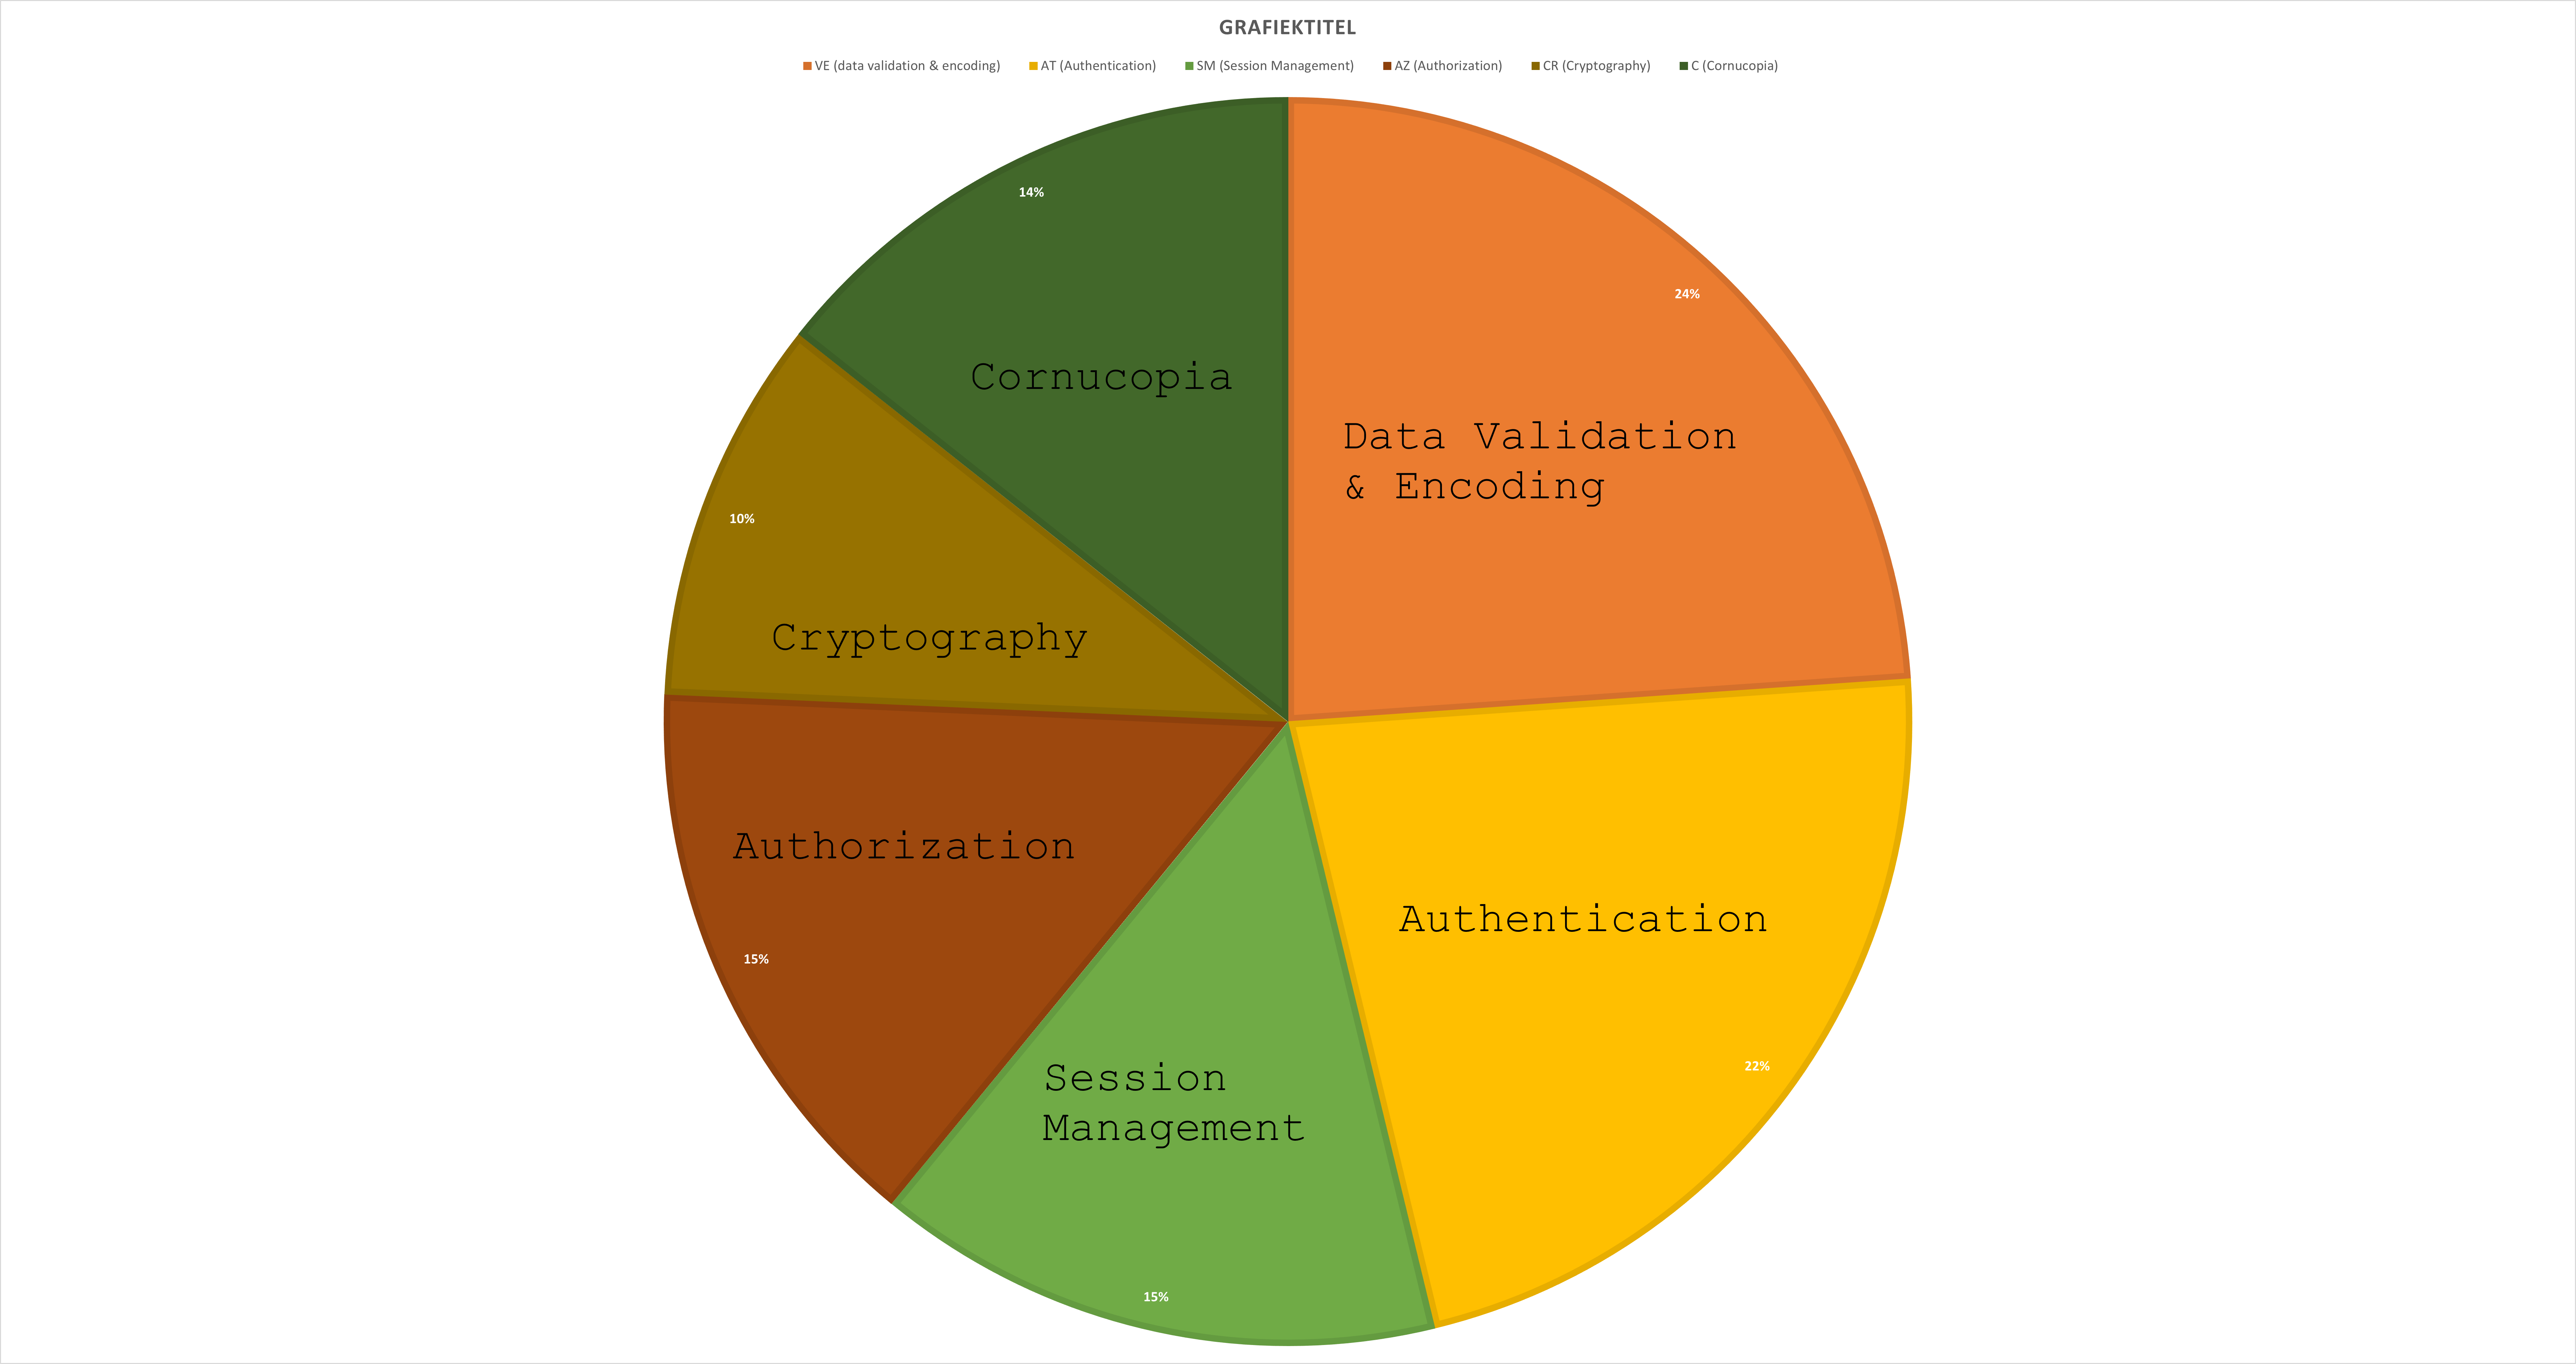 GRAFIEKTITEL
VE (data validation & encoding) AT (Authentication) SM (Session Management) AZ (Authorization) CR (Cryptography) C (Cornucopia)
14%
24%
Cornucopia
Data Validation
& Encoding
10%
Cryptography
Authorization
Authentication
15%
22%
Session
Management
15%